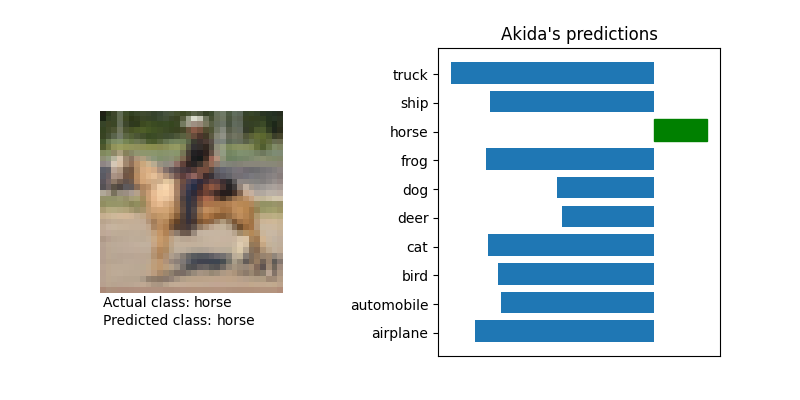 Akida's predictions
truck
ship
horse
frog
dog
deer
cat
bird
automobile
airplane
Actual class: horse
Predicted class: horse